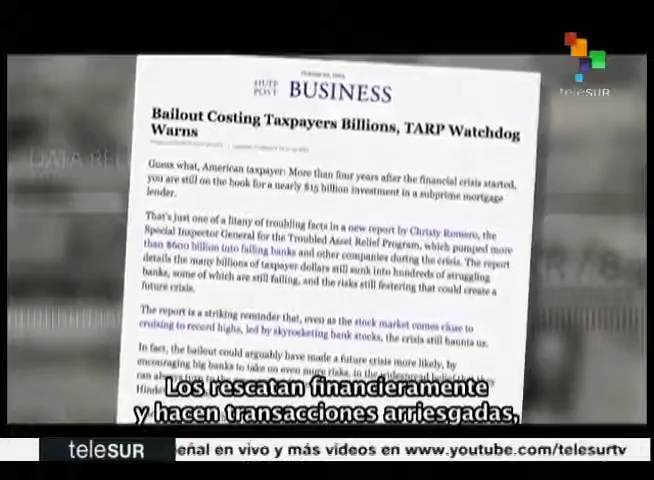 teleSUR
HUFF
POST BUSINESS
Bailout Costing Taxpayers Billions, TARP Watchdog
Warns
Guess what, American taxpayer: More than four years after the financial crisis started,
you are still on the hook for a nearly $15 billion investment in a subprime mortgage
lender.
That's just one of a litany of troubling facts in a new report by Christy Romero, the
Special Inspector General for the Troubled Asset Relief Program, which pumped more
than $600 billion into failing banks and other companies during the crisis. The report
details the many billions of taxpayer dollars still sunk into hundreds of struggling
banks, some of which are still failing, and the risks still festering that could create a
future crisis.
The report is a striking reminder that, even as the stock market comes close to
cruising to record highs, led by skyrocketing bank stocks, the crisis still haunts us.
In fact, the bailout could arguably have made a future crisis more likely, by
encouraging big banks to take on even more risks, in the widespread belief that they
can
Los rescatan financieramente
y hacen transacciones arriesgadas,
teleSUR eñal en vivo y más videos en www.youtube.com/telesurtv